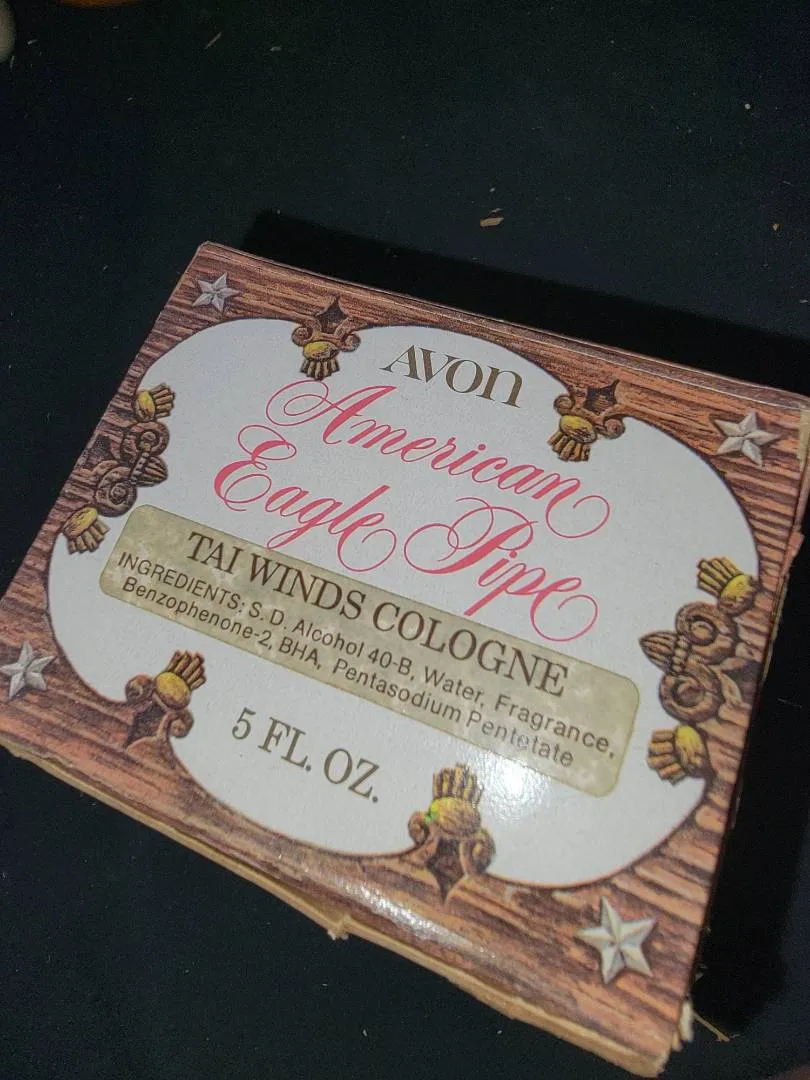 AVON
American
Eagle Pipe
TAI WINDS COLOGNE
INGREDIENTS: S. D. Alcohol 40-B, Water, Fragrance,
Benzophenone-2, BHA, Pentasodium Pentetate
5 FL. OZ.